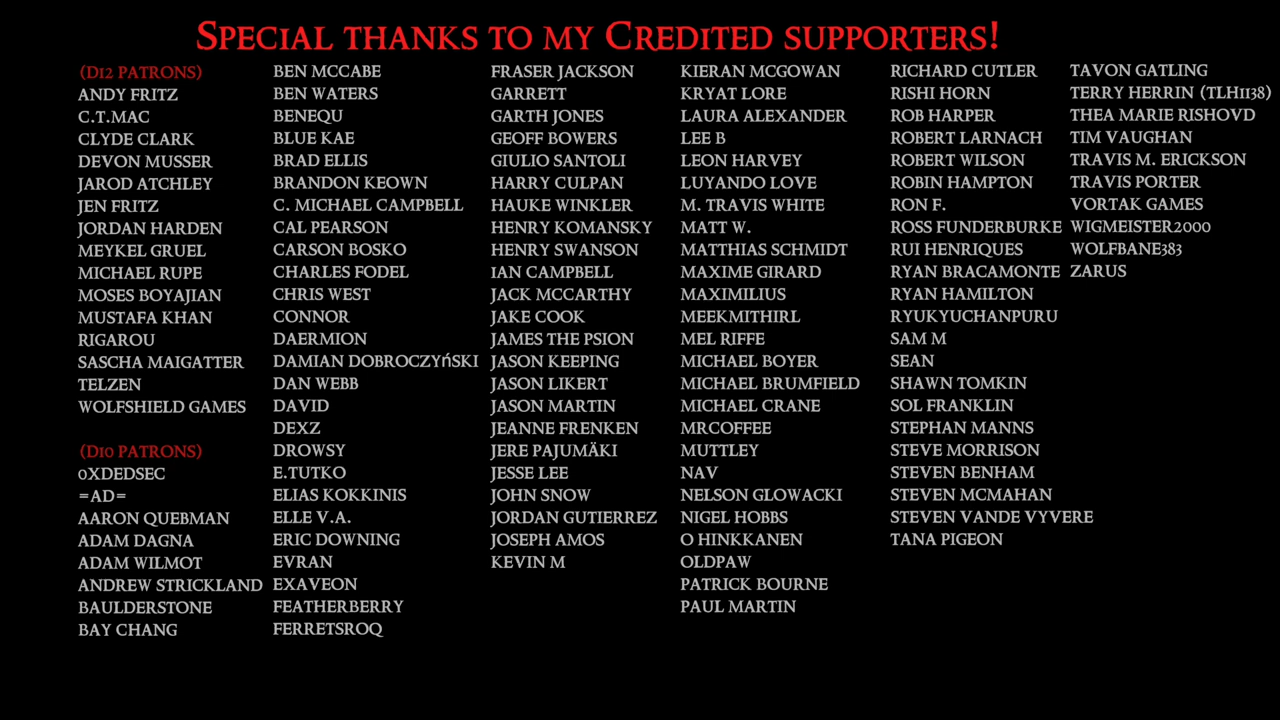 Special thanks to my Credited supporters!
(D12 PATRONS)
ANDY FRITZ
C.T.MAC
CLYDE CLARK
DEVON MUSSER
JAROD ATCHLEY
JEN FRITZ
JORDAN HARDEN
MEYKEL GRUEL
MICHAEL RUPE
MOSES BOYAJIAN
MUSTAFA KHAN
RIGAROU
SASCHA MAIGATTER
TELZEN
WOLFSHIELD GAMES
(D10 PATRONS)
0XDEDSEC
=AD=
AARON QUEBMAN
ADAM DAGNA
ADAM WILMOT
ANDREW STRICKLAND
BAULDERSTONE
BAY CHANG
BEN MCCABE
BEN WATERS
BENEQU
BLUE KAE
BRAD ELLIS
BRANDON KEOWN
C. MICHAEL CAMPBELL
CAL PEARSON
CARSON BOSKO
CHARLES FODEL
CHRIS WEST
CONNOR
DAERMION
DAMIAN DOBROCZYńSKI
DAN WEBB
DAVID
DEXZ
DROWSY
E.TUTKO
ELIAS KOKKINIS
ELLE V.A.
ERIC DOWNING
EVRAN
EXAVEON
FEATHERBERRY
FERRETSROQ
FRASER JACKSON
GARRETT
GARTH JONES
GEOFF BOWERS
GIULIO SANTOLI
HARRY CULPAN
HAUKE WINKLER
HENRY KOMANSKY
HENRY SWANSON
IAN CAMPBELL
JACK MCCARTHY
JAKE COOK
JAMES THE PSION
JASON KEEPING
JASON LIKERT
JASON MARTIN
JEANNE FRENKEN
JERE PAJUMÄKI
JESSE LEE
JOHN SNOW
JORDAN GUTIERREZ
JOSEPH AMOS
KEVIN M
KIERAN MCGOWAN
KRYAT LORE
LAURA ALEXANDER
LEE B
LEON HARVEY
LUYANDO LOVE
M. TRAVIS WHITE
MATT W.
MATTHIAS SCHMIDT
MAXIME GIRARD
MAXIMILIUS
MEEKMITHIRL
MEL RIFFE
MICHAEL BOYER
MICHAEL BRUMFIELD
MICHAEL CRANE
MRCOFFEE
MUTTLEY
NAV
NELSON GLOWACKI
NIGEL HOBBS
O HINKKANEN
OLDPAW
PATRICK BOURNE
PAUL MARTIN
RICHARD CUTLER
RISHI HORN
ROB HARPER
ROBERT LARNACH
ROBERT WILSON
ROBIN HAMPTON
RON F.
ROSS FUNDERBURKE
RUI HENRIQUES
RYAN BRACAMONTE
RYAN HAMILTON
RYUKYUCHANPURU
SAM M
SEAN
SHAWN TOMKIN
SOL FRANKLIN
STEPHAN MANNS
STEVE MORRISON
STEVEN BENHAM
STEVEN MCMAHAN
STEVEN VANDE VYVERE
TANA PIGEON
TAVON GATLING
TERRY HERRIN (TLH1138)
THEA MARIE RISHOVD
TIM VAUGHAN
TRAVIS M. ERICKSON
TRAVIS PORTER
VORTAK GAMES
WIGMEISTER2000
WOLFBANE383
ZARUS